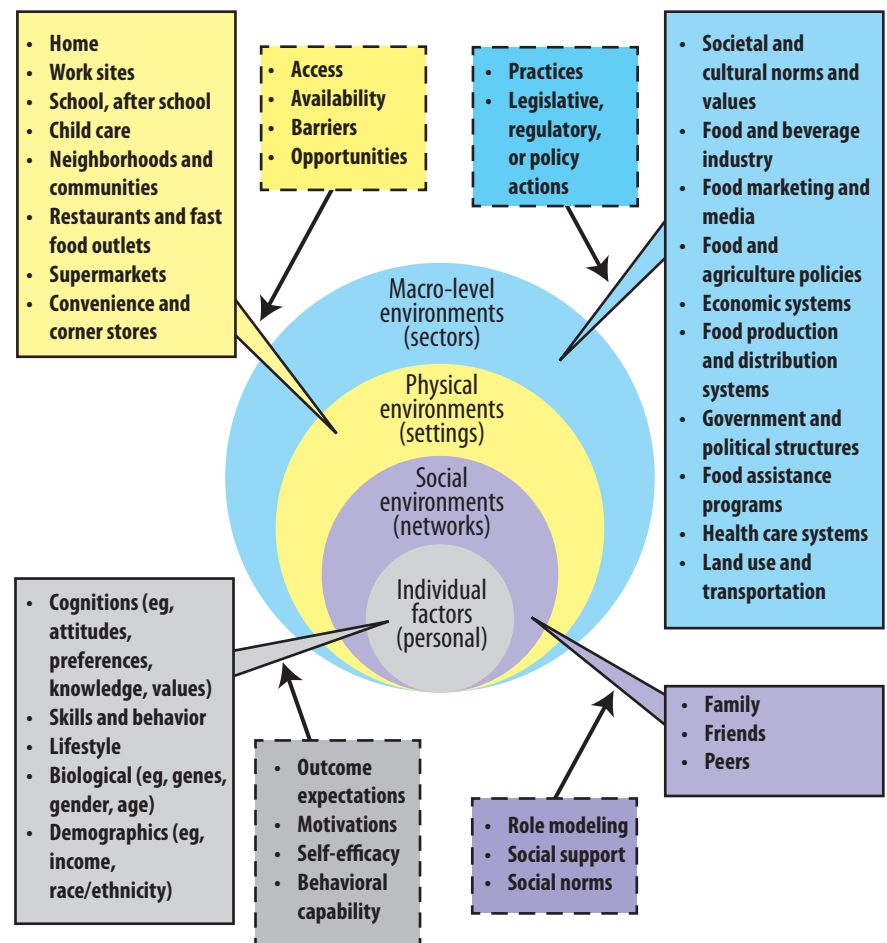 • Home
• Work sites
• School, after school
• Child care
• Neighborhoods and
communities
• Restaurants and fast
food outlets
• Supermarkets
• Convenience and
corner stores
• Access
• Availability
• Barriers
• Opportunities
• Practices
• Legislative,
regulatory,
or policy
actions
• Societal and
cultural norms and
values
• Food and beverage
industry
• Food marketing and
media
• Food and
agriculture policies
• Economic systems
• Food production
and distribution
systems
• Government and
political structures
• Food assistance
programs
• Health care systems
• Land use and
transportation
Macro-level
environments
(sectors)
Physical
environments
(settings)
Social
environments
(networks)
Individual
factors
(personal)
• Cognitions (eg,
attitudes,
preferences,
knowledge, values)
• Skills and behavior
• Lifestyle
• Biological (eg, genes,
gender, age)
• Demographics (eg,
income,
race/ethnicity)
• Outcome
expectations
• Motivations
• Self-efficacy
• Behavioral
capability
• Role modeling
• Social support
• Social norms
• Family
• Friends
• Peers